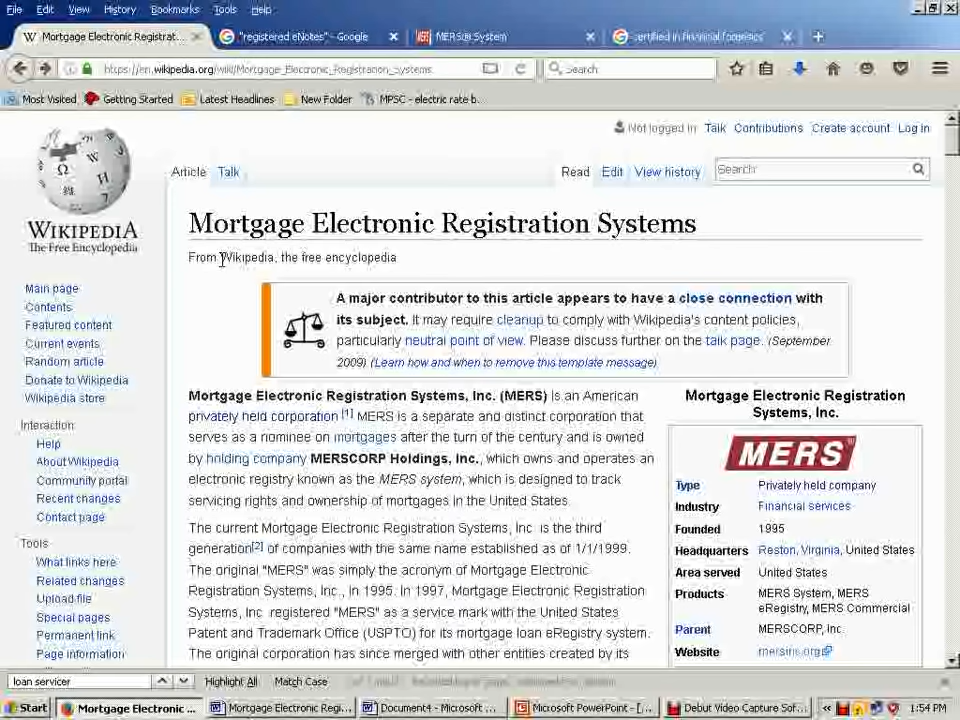 File Edit View History Bookmarks Tools Help
W Mortgage Electronic Registrat... "registered eNotes" - Google MERS® System certified in financial forensics
https://en.wikipedia.org/wiki/Mortgage_Electronic_Registration_Systems Search
Most Visited Getting Started Latest Headlines New Folder MPSC - electric rate b...
Not logged in Talk Contributions Create account Log in
Article Talk Read Edit View history Search
WIKIPEDIA
The Free Encyclopedia
Main page
Contents
Featured content
Current events
Random article
Donate to Wikipedia
Wikipedia store
Interaction
Help
About Wikipedia
Community portal
Recent changes
Contact page
Tools
What links here
Related changes
Upload file
Special pages
Permanent link
Page information
Mortgage Electronic Registration Systems
From Wikipedia, the free encyclopedia
A major contributor to this article appears to have a close connection with
its subject. It may require cleanup to comply with Wikipedia's content policies,
particularly neutral point of view. Please discuss further on the talk page. (September
2009) (Learn how and when to remove this template message)
Mortgage Electronic Registration Systems, Inc. (MERS) is an American
privately held corporation.[1] MERS is a separate and distinct corporation that
serves as a nominee on mortgages after the turn of the century and is owned
by holding company MERSCORP Holdings, Inc., which owns and operates an
electronic registry known as the MERS system, which is designed to track
servicing rights and ownership of mortgages in the United States.
The current Mortgage Electronic Registration Systems, Inc. is the third
generation[2] of companies with the same name established as of 1/1/1999.
The original "MERS" was simply the acronym of Mortgage Electronic
Registration Systems, Inc., in 1995. In 1997, Mortgage Electronic Registration
Systems, Inc. registered "MERS" as a service mark with the United States
Patent and Trademark Office (USPTO) for its mortgage loan eRegistry system.
The original corporation has since merged with other entities created by its
Mortgage Electronic Registration
Systems, Inc.
MERS®
Type Privately held company
Industry Financial services
Founded 1995
Headquarters Reston, Virginia, United States
Area served United States
Products MERS System, MERS
eRegistry, MERS Commercial
Parent MERSCORP, Inc.
Website mersinc.org
loan servicer Highlight All Match Case
Start Mortgage Electronic ... Mortgage Electronic Regi... Document4 - Microsoft ... Microsoft PowerPoint - [... Debut Video Capture Sof... 1:54 PM